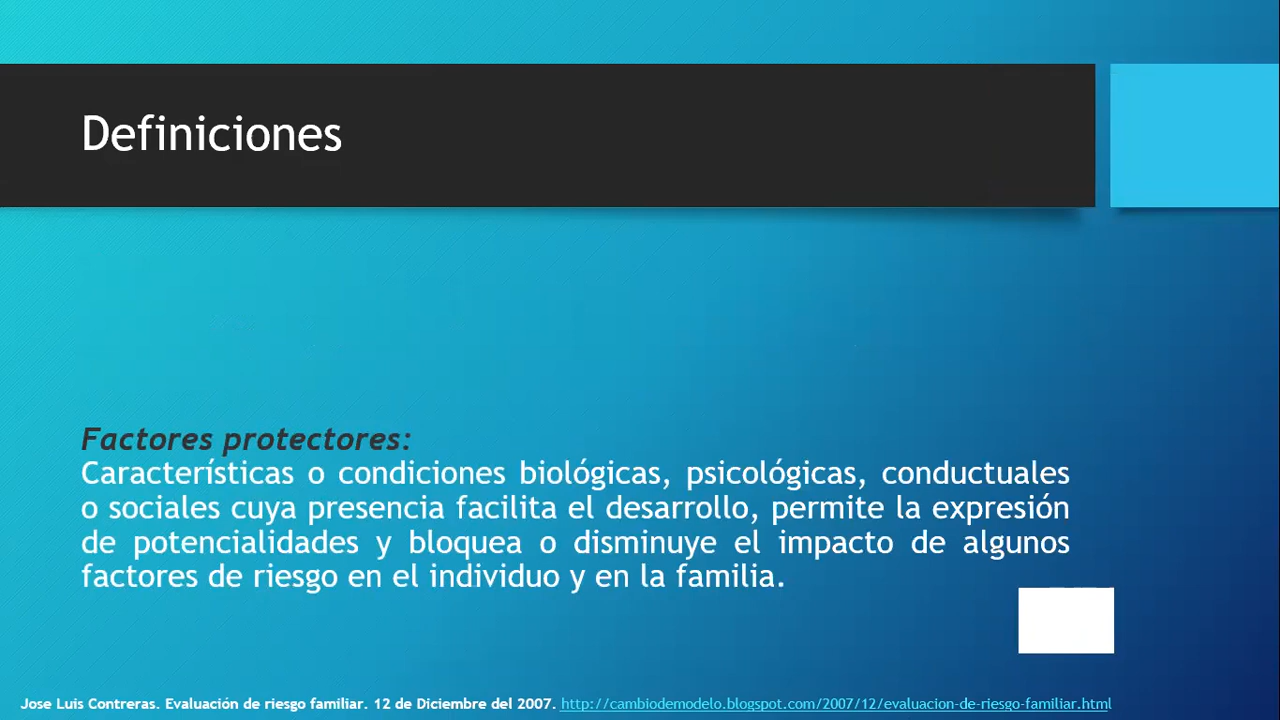 Definiciones
Factores protectores:
Características o condiciones biológicas, psicológicas, conductuales
o sociales cuya presencia facilita el desarrollo, permite la expresión
de potencialidades y bloquea o disminuye el impacto de algunos
factores de riesgo en el individuo y en la familia.
Jose Luis Contreras. Evaluación de riesgo familiar. 12 de Diciembre del 2007. http://cambiodemodelo.blogspot.com/2007/12/evaluacion-de-riesgo-familiar.html